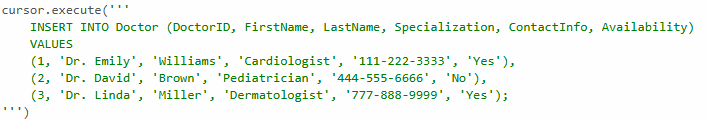 cursor.execute('''
    INSERT INTO Doctor (DoctorID, FirstName, LastName, Specialization, ContactInfo, Availability)
    VALUES
    (1, 'Dr. Emily', 'Williams', 'Cardiologist', '111-222-3333', 'Yes'),
    (2, 'Dr. David', 'Brown', 'Pediatrician', '444-555-6666', 'No'),
    (3, 'Dr. Linda', 'Miller', 'Dermatologist', '777-888-9999', 'Yes');
''')